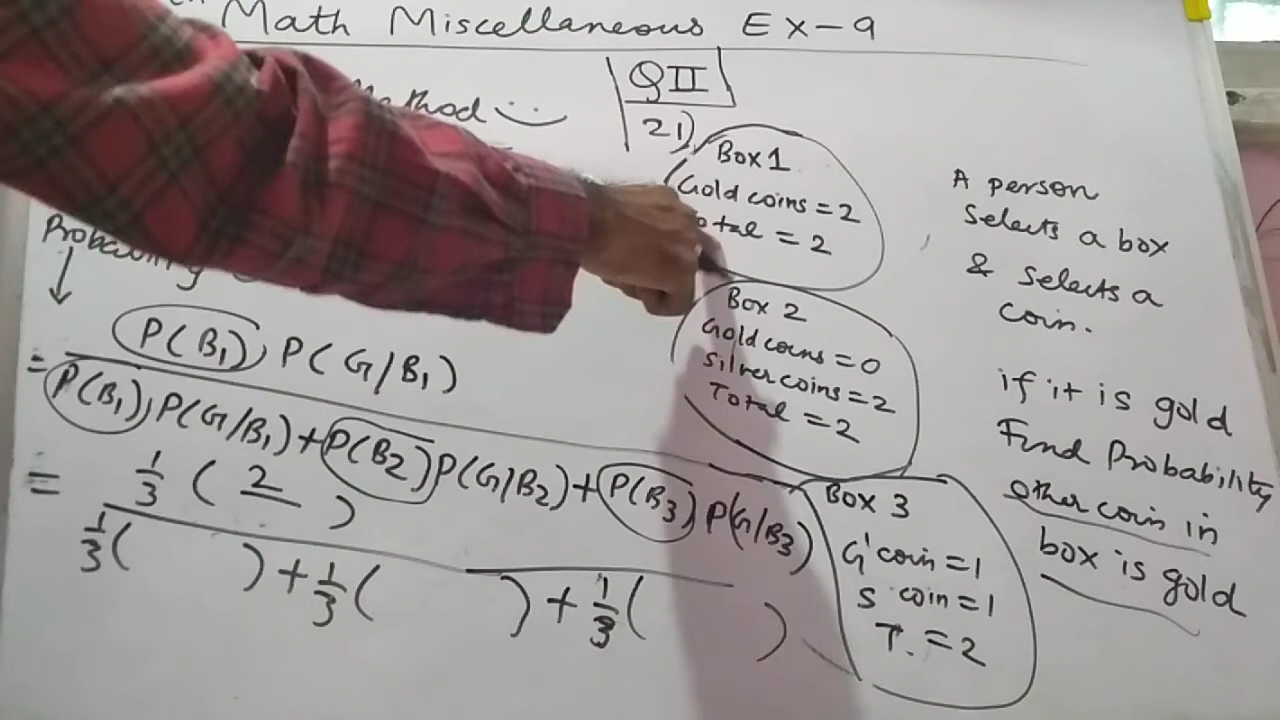 Math Miscellaneous Ex-9
Method
Q II
21)
Box 1
Gold coins = 2
Total = 2
Box 2
Gold coins = 0
Silver coins = 2
Total = 2
Box 3
G' coin = 1
S coin = 1
T. = 2
A person
Selects a box
& selects a
coin.
if it is gold
Find Probability
other coin in
box is gold
Probability
= P(B₁), P(G/B₁)
P(B₁), P(G/B₁) + P(B₂) P(G/B₂) + P(B₃) P(G/B₃)
= 1/3 ( 2 )
1/3 ( ) + 1/3 ( ) + 1/3 ( )